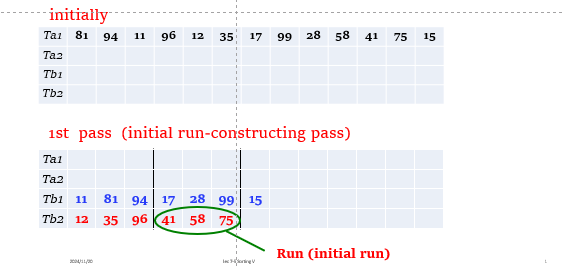 initially
Ta1 81 94 11 96 12 35 17 99 28 58 41 75 15
Ta2
Tb1
Tb2
1st pass (initial run-constructing pass)
Ta1
Ta2
Tb1 11 81 94 17 28 99 15
Tb2 12 35 96 41 58 75
Run (initial run)
2024/11/20 1